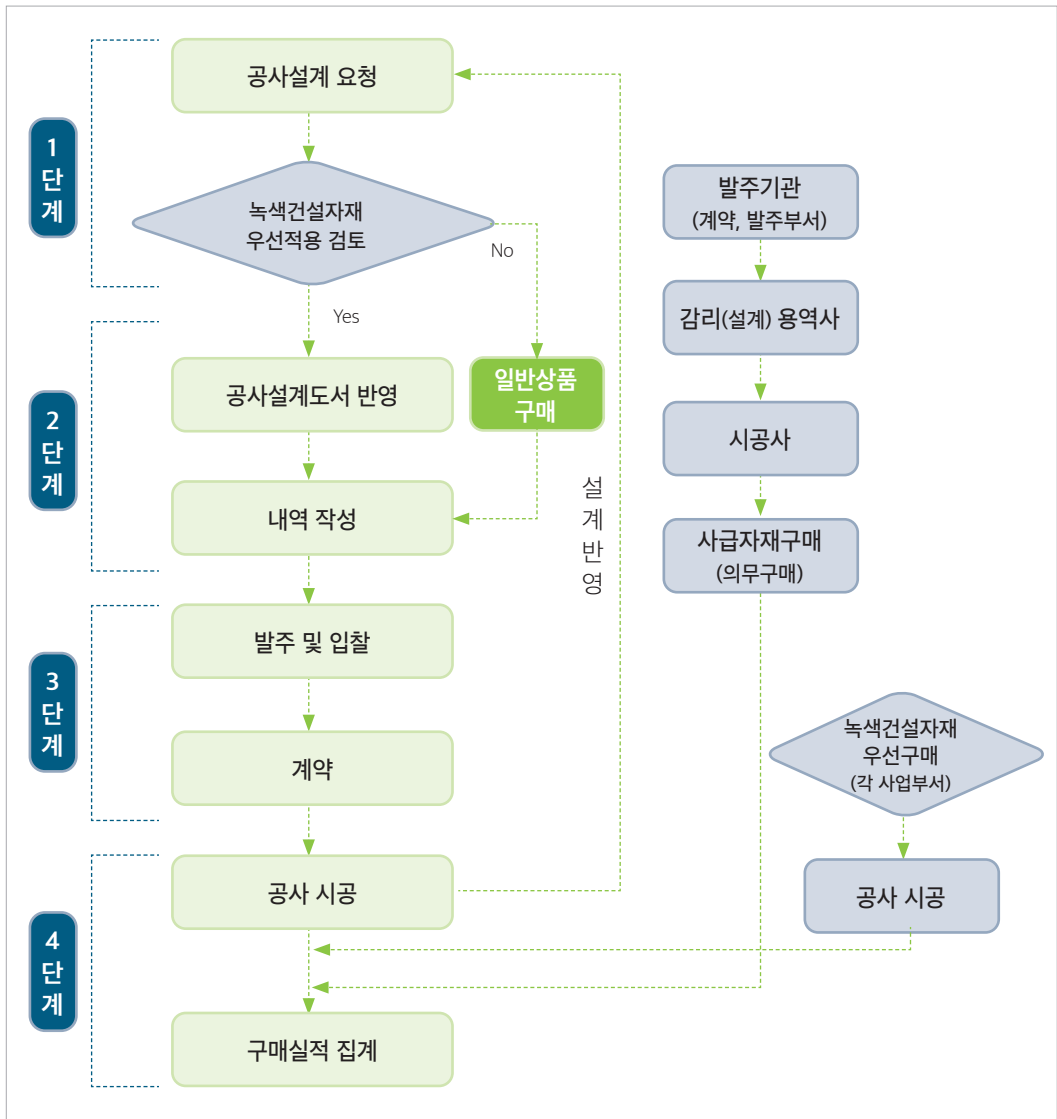 1
단
계
공사설계 요청
녹색건설자재
우선적용 검토
No
Yes
2
단
계
공사설계도서 반영
일반상품
구매
내역 작성
3
단
계
발주 및 입찰
계약
4
단
계
공사 시공
구매실적 집계
설
계
반
영
발주기관
(계약, 발주부서)
감리(설계) 용역사
시공사
사급자재구매
(의무구매)
녹색건설자재
우선구매
(각 사업부서)
공사 시공